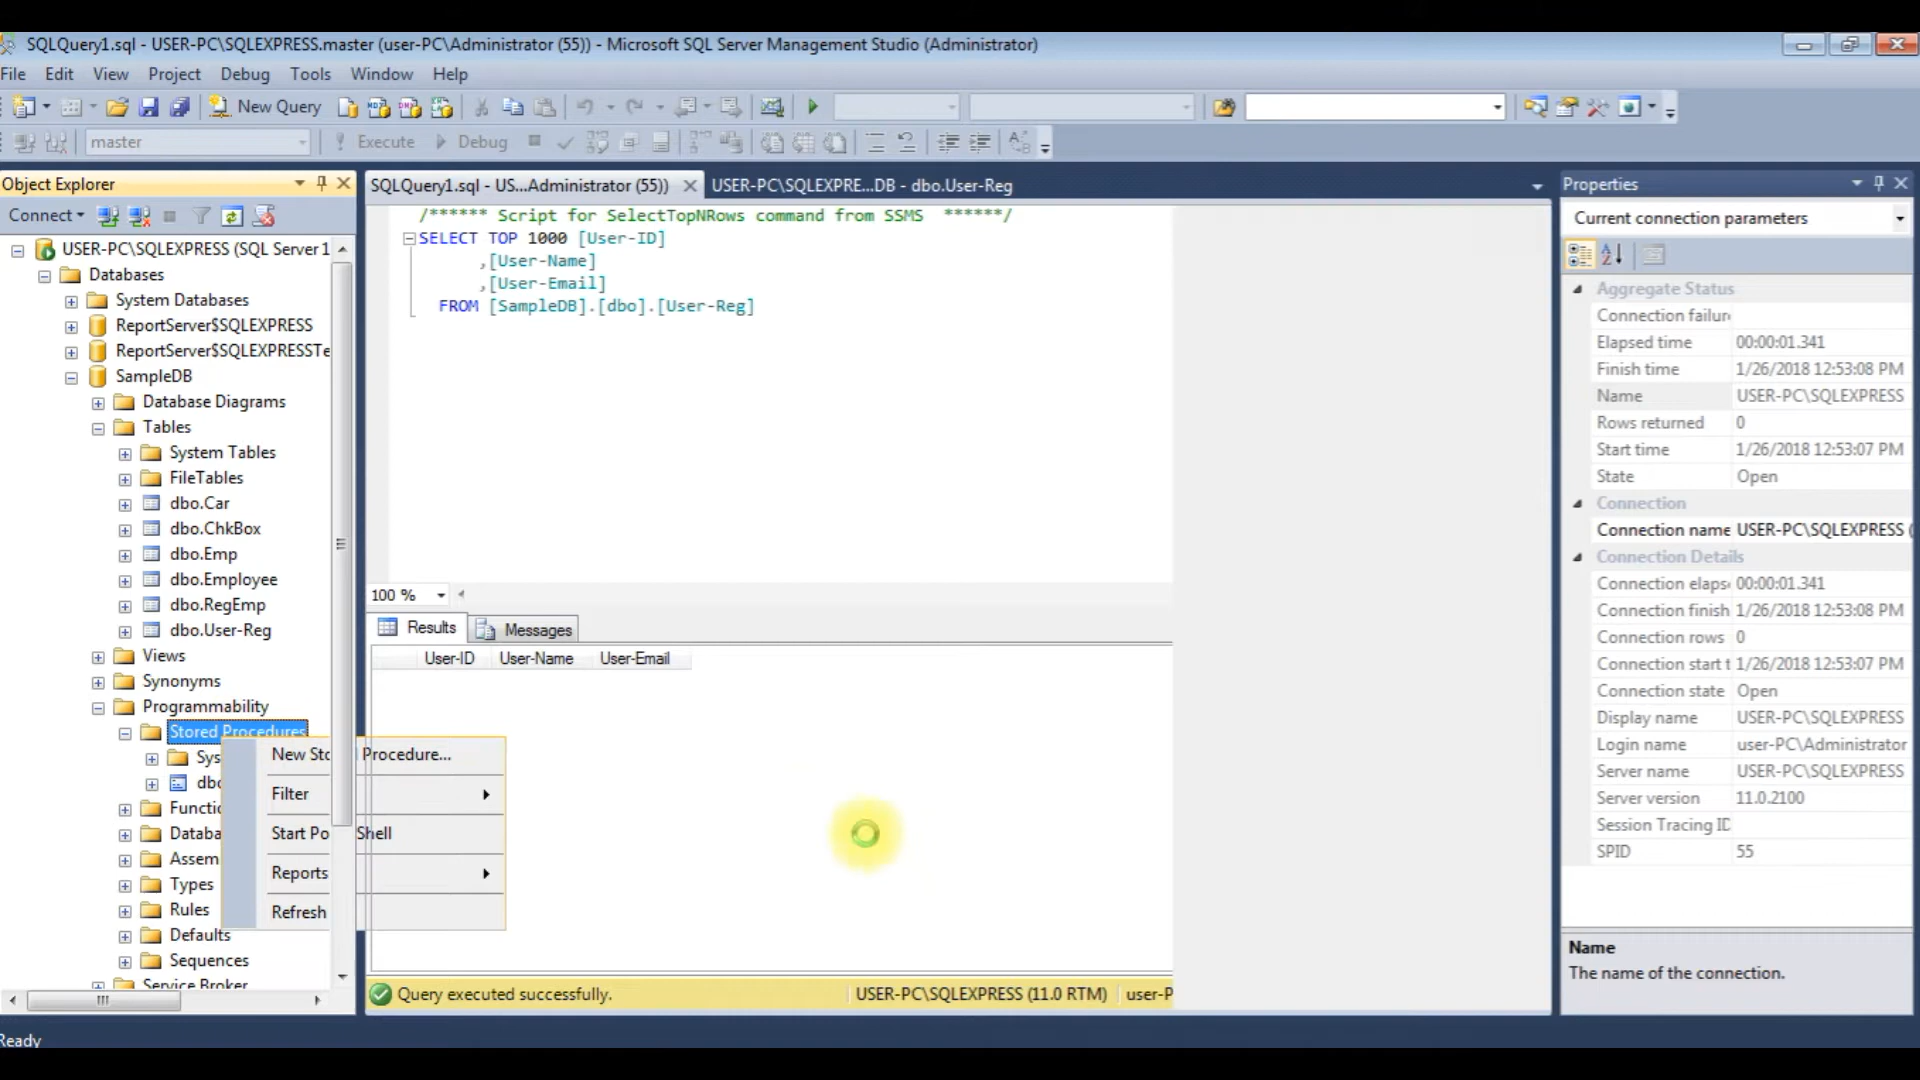 SQLQuery1.sql - USER-PC\SQLEXPRESS.master (user-PC\Administrator (55)) - Microsoft SQL Server Management Studio (Administrator)
File Edit View Project Debug Tools Window Help
New Query
master Execute Debug
Object Explorer
Connect
USER-PC\SQLEXPRESS (SQL Server 1
Databases
System Databases
ReportServer$SQLEXPRESS
ReportServer$SQLEXPRESSTe
SampleDB
Database Diagrams
Tables
System Tables
FileTables
dbo.Car
dbo.ChkBox
dbo.Emp
dbo.Employee
dbo.RegEmp
dbo.User-Reg
Views
Synonyms
Programmability
Stored Procedures
Sys
dbo
Functio
Databa
Assem
Types
Rules
Defaults
Sequences
Service Broker
New Sto Procedure...
Filter
Start Po Shell
Reports
Refresh
SQLQuery1.sql - US...Administrator (55)) USER-PC\SQLEXPRE...DB - dbo.User-Reg
/****** Script for SelectTopNRows command from SSMS ******/
SELECT TOP 1000 [User-ID]
,[User-Name]
,[User-Email]
FROM [SampleDB].[dbo].[User-Reg]
100 %
Results Messages
User-ID User-Name User-Email
Query executed successfully. USER-PC\SQLEXPRESS (11.0 RTM) user-P
Properties
Current connection parameters
Aggregate Status
Connection failur
Elapsed time 00:00:01.341
Finish time 1/26/2018 12:53:08 PM
Name USER-PC\SQLEXPRESS
Rows returned 0
Start time 1/26/2018 12:53:07 PM
State Open
Connection
Connection name USER-PC\SQLEXPRESS (
Connection Details
Connection elaps 00:00:01.341
Connection finish 1/26/2018 12:53:08 PM
Connection rows 0
Connection start t 1/26/2018 12:53:07 PM
Connection state Open
Display name USER-PC\SQLEXPRESS
Login name user-PC\Administrator
Server name USER-PC\SQLEXPRESS
Server version 11.0.2100
Session Tracing ID
SPID 55
Name
The name of the connection.
Ready